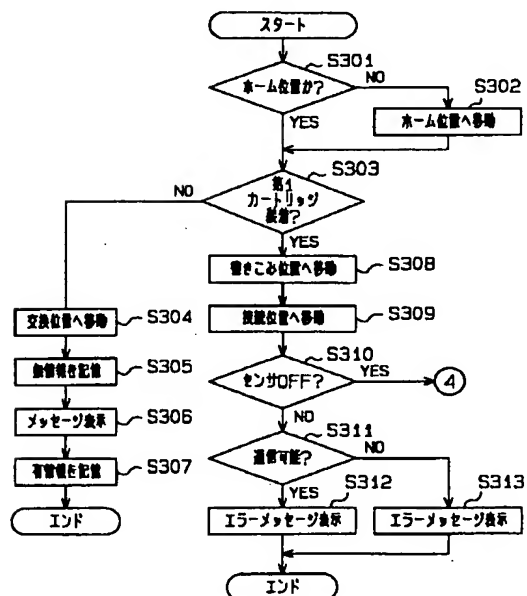 スタート
S301
ホーム位置か?
NO
S302
ホーム位置へ移動
YES
S303
第1
カートリッジ
装着?
NO
YES
書きこみ位置へ移動
S308
交換位置へ移動
S304
接続位置へ移動
S309
S305
S310
センサOFF?
YES
4
メッセージ表示
S306
NO
S307
S311
通信可能?
NO
エンド
YES
S312
S313
エラーメッセージ表示
エラーメッセージ表示
エンド